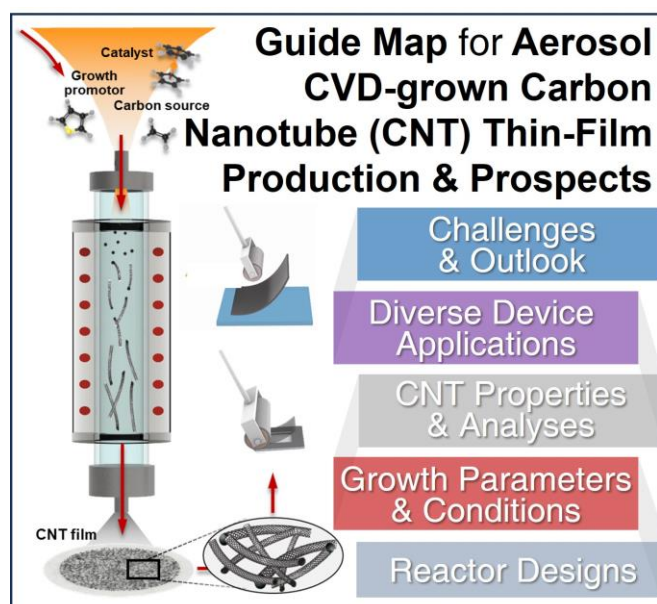 Catalyst
Growth
promotor
Carbon source
Guide Map for Aerosol
CVD-grown Carbon
Nanotube (CNT) Thin-Film
Production & Prospects
Challenges
& Outlook
Diverse Device
Applications
CNT Properties
& Analyses
Growth Parameters
& Conditions
Reactor Designs
CNT film